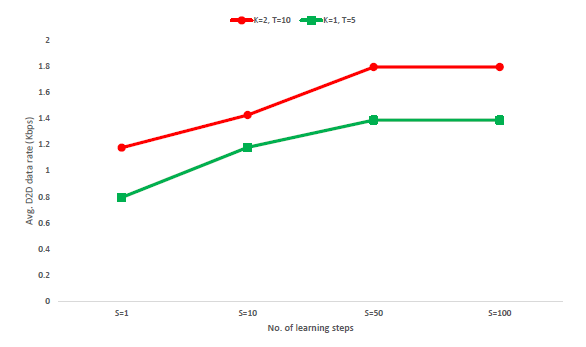 K=2, T=10 K=1, T=5
2
1.8
1.6
1.4
1.2
1
0.8
0.6
0.4
0.2
0
Avg. D2D data rate (Kbps)
S=1 S=10 S=50 S=100
No. of learning steps